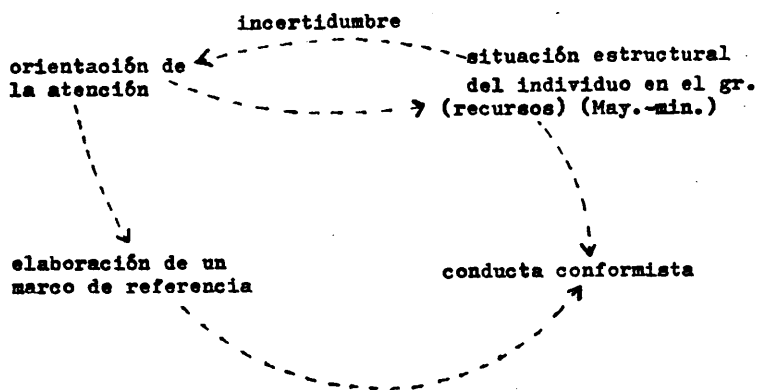 incertidumbre
orientación de
la atención
situación estructural
del individuo en el gr.
(recursos) (May.-min.)
elaboración de un
marco de referencia
conducta conformista